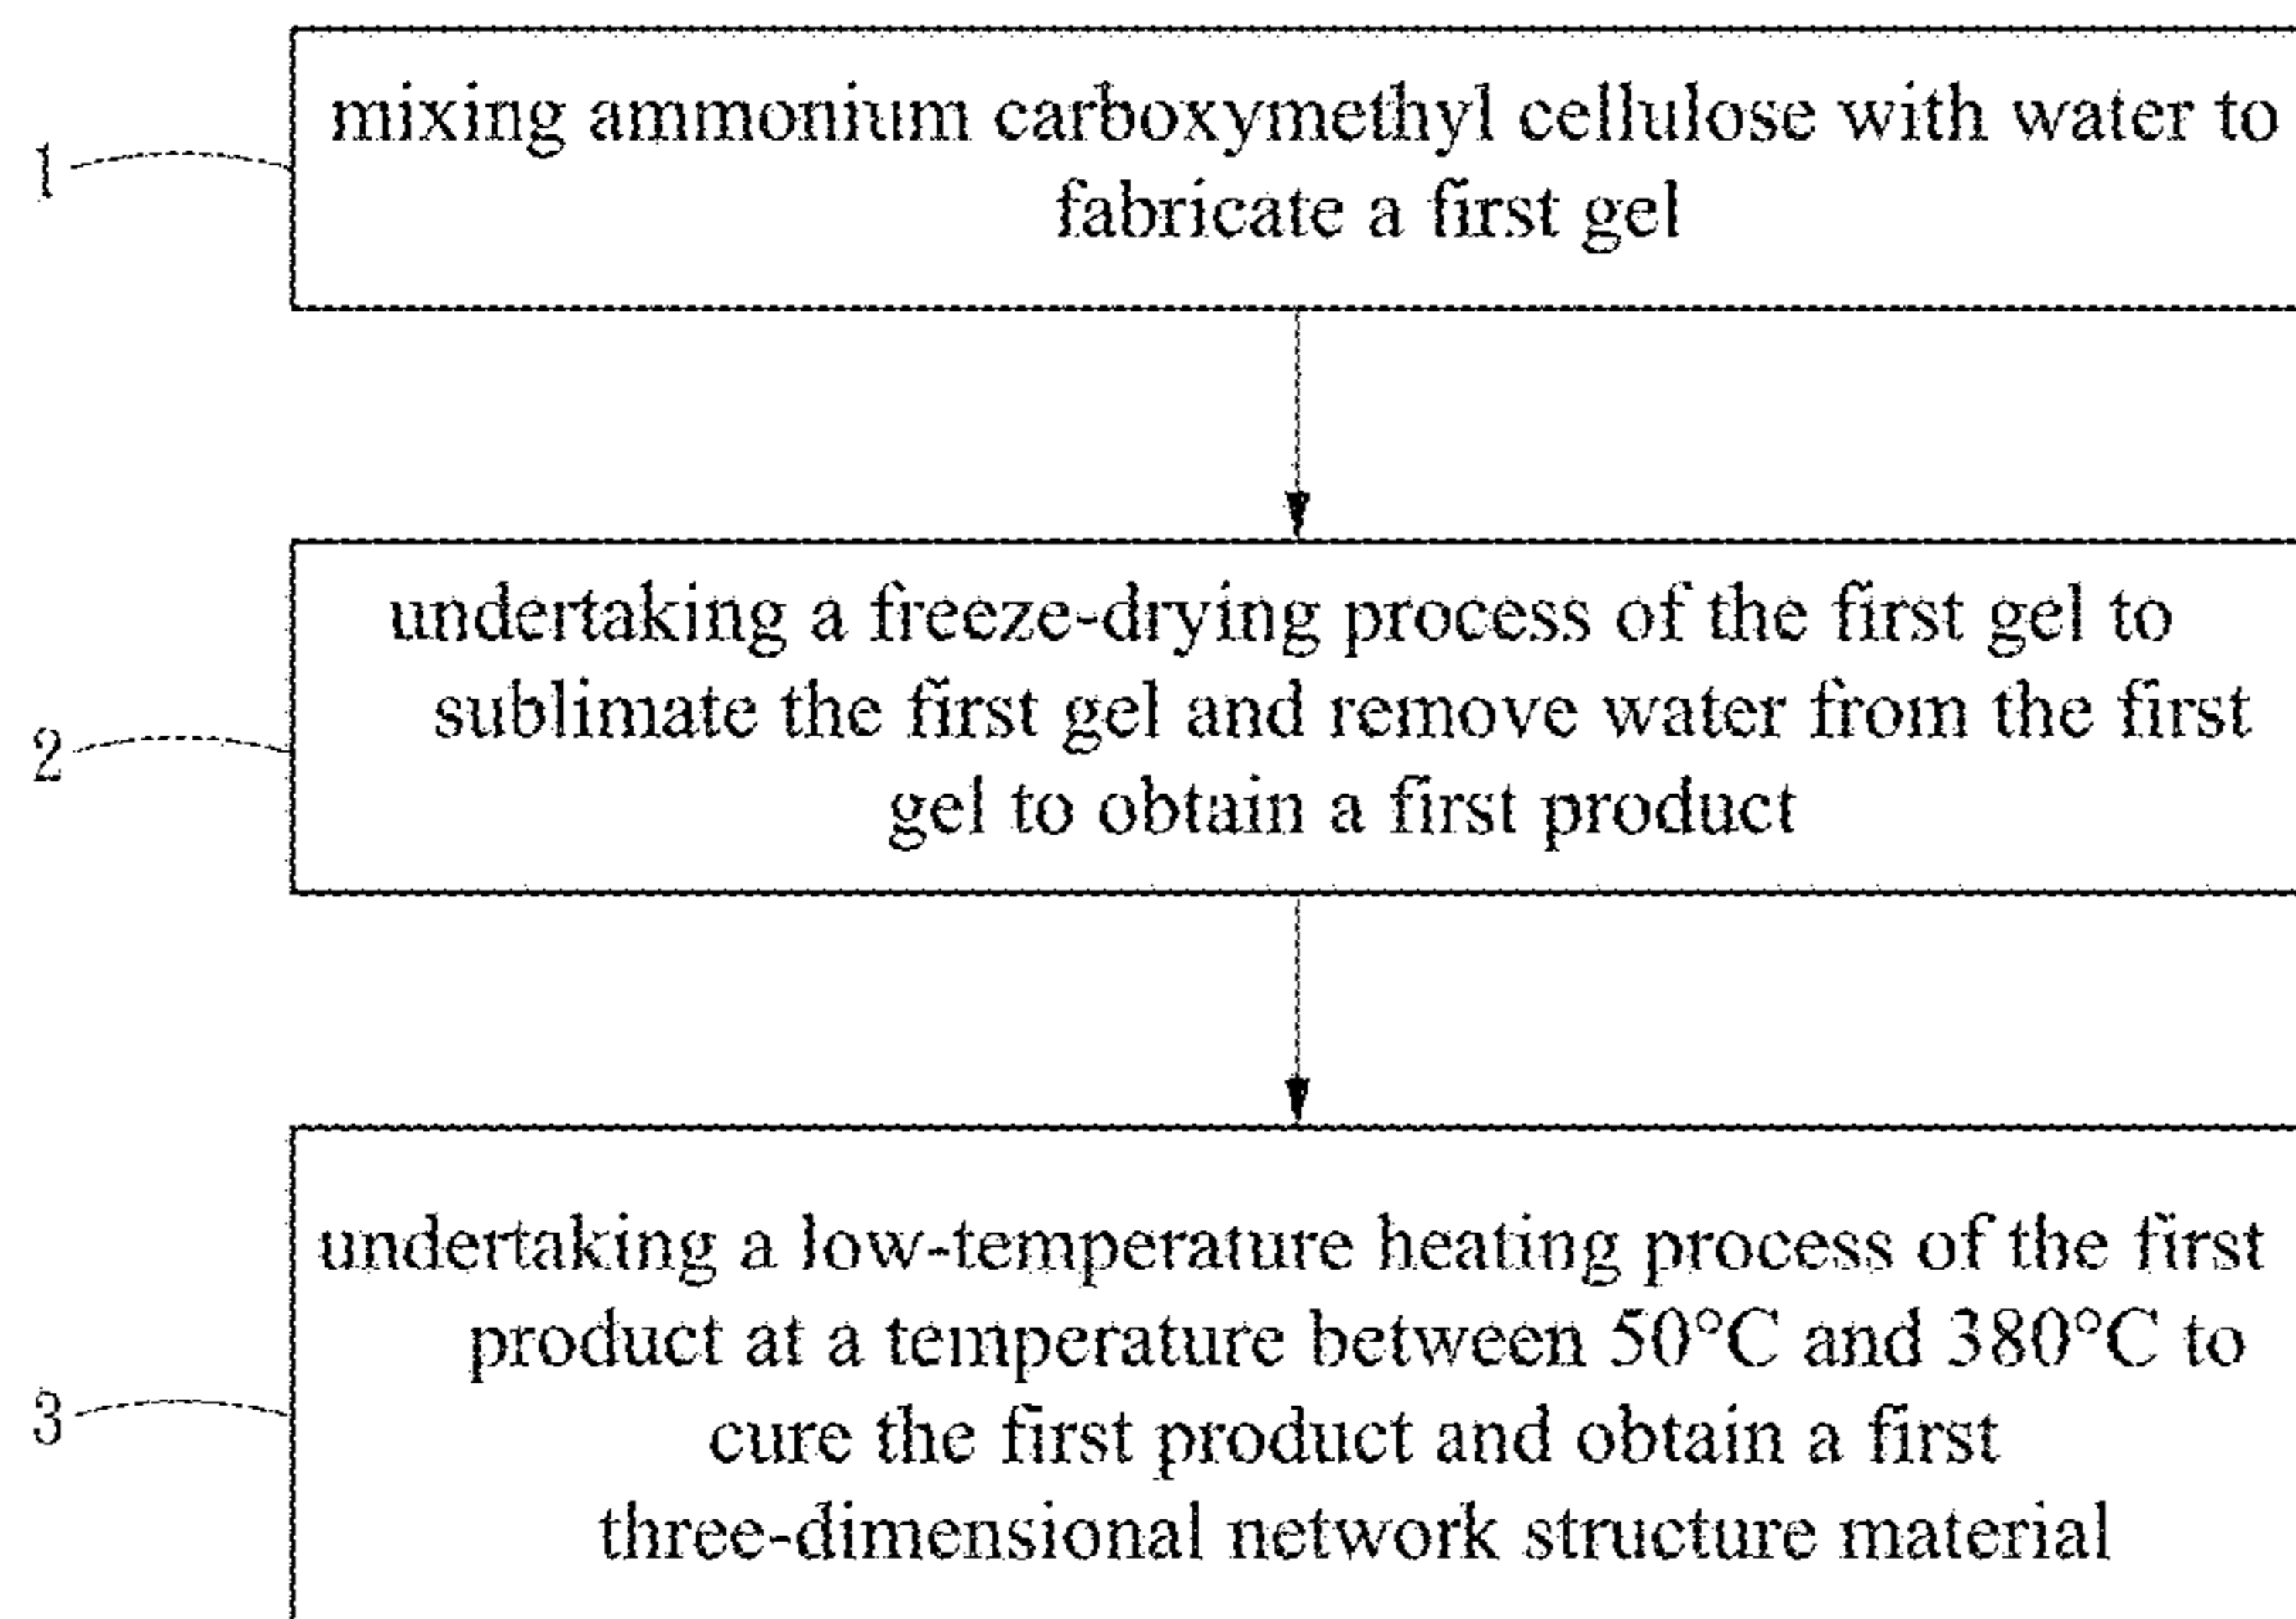 1
mixing ammonium carboxymethyl cellulose with water to
fabricate a first gel
2
undertaking a freeze-drying process of the first gel to
sublimate the first gel and remove water from the first
gel to obtain a first product
3
undertaking a low-temperature heating process of the first
product at a temperature between 50°C and 380°C to
cure the first product and obtain a first
three-dimensional network structure material